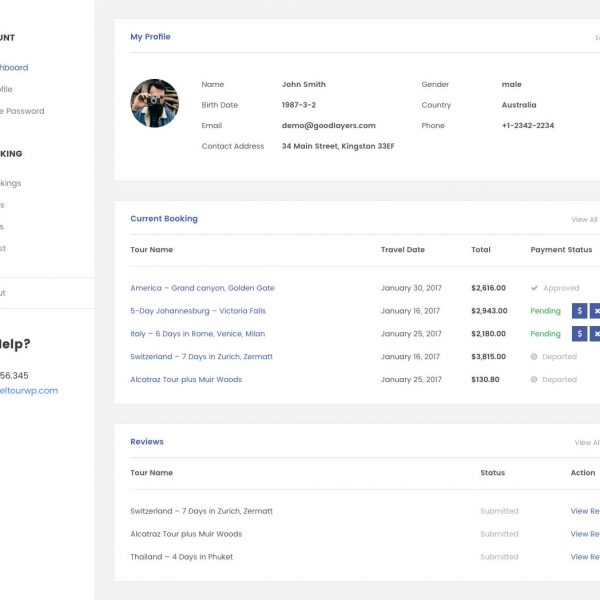 UNT
hboard
file
e Password
KING
kings
s
s
st
ut
Help?
56.345
eltourwp.com
My Profile
Name John Smith Gender male
Birth Date 1987-3-2 Country Australia
Email demo@goodlayers.com Phone +1-2342-2234
Contact Address 34 Main Street, Kingston 33EF
Current Booking View All
Tour Name Travel Date Total Payment Status
America – Grand canyon, Golden Gate January 30, 2017 $2,616.00 Approved
5-Day Johannesburg – Victoria Falls January 16, 2017 $2,943.00 Pending $
Italy – 6 Days in Rome, Venice, Milan January 25, 2017 $2,180.00 Pending $
Switzerland – 7 Days in Zurich, Zermatt January 16, 2017 $3,815.00 Departed
Alcatraz Tour plus Muir Woods January 25, 2017 $130.80 Departed
Reviews View All
Tour Name Status Action
Switzerland – 7 Days in Zurich, Zermatt Submitted View Re
Alcatraz Tour plus Muir Woods Submitted View Re
Thailand – 4 Days in Phuket Submitted View Re